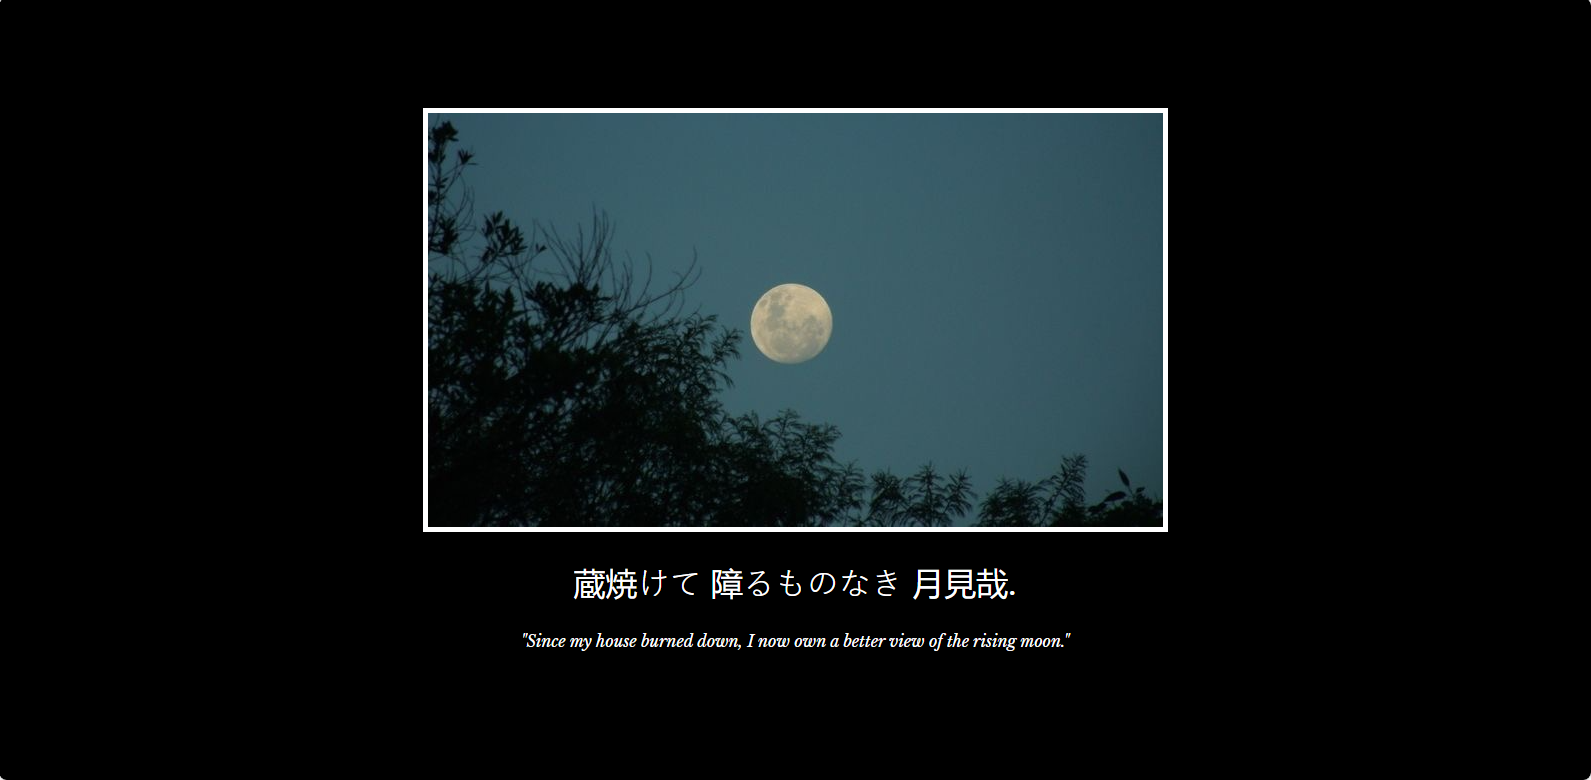 蔵焼けて 障るものなき 月見哉.
"Since my house burned down, I now own a better view of the rising moon."